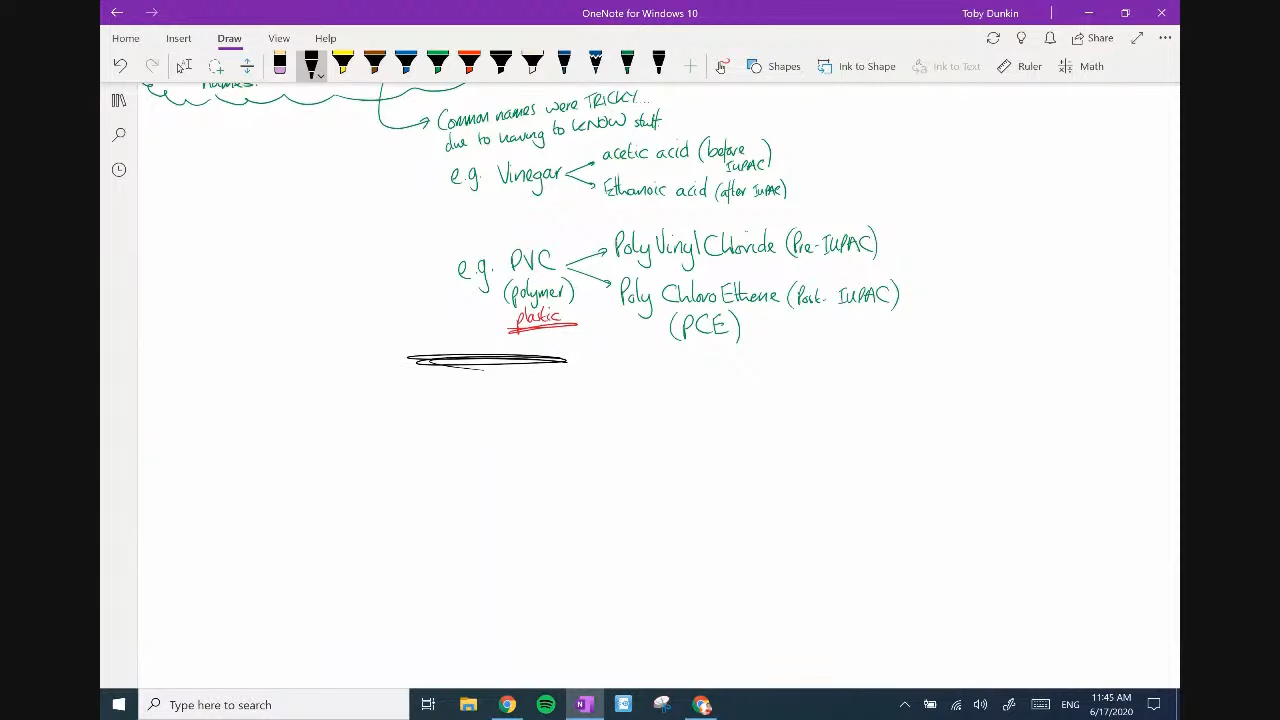 OneNote for Windows 10
Toby Dunkin
Home Insert Draw View Help
Share
Shapes Ink to Shape Ink to Text Ruler Math
names.
Common names were TRICKY...
due to having to KNOW stuff.
e.g. Vinegar
acetic acid (before IUPAC)
Ethanoic acid (after IUPAC)
e.g. PVC
(polymer)
plastic
Poly Vinyl Chloride (Pre-IUPAC)
Poly ChloroEthene (Post-IUPAC)
(PCE)
Type here to search
ENG
11:45 AM
6/17/2020